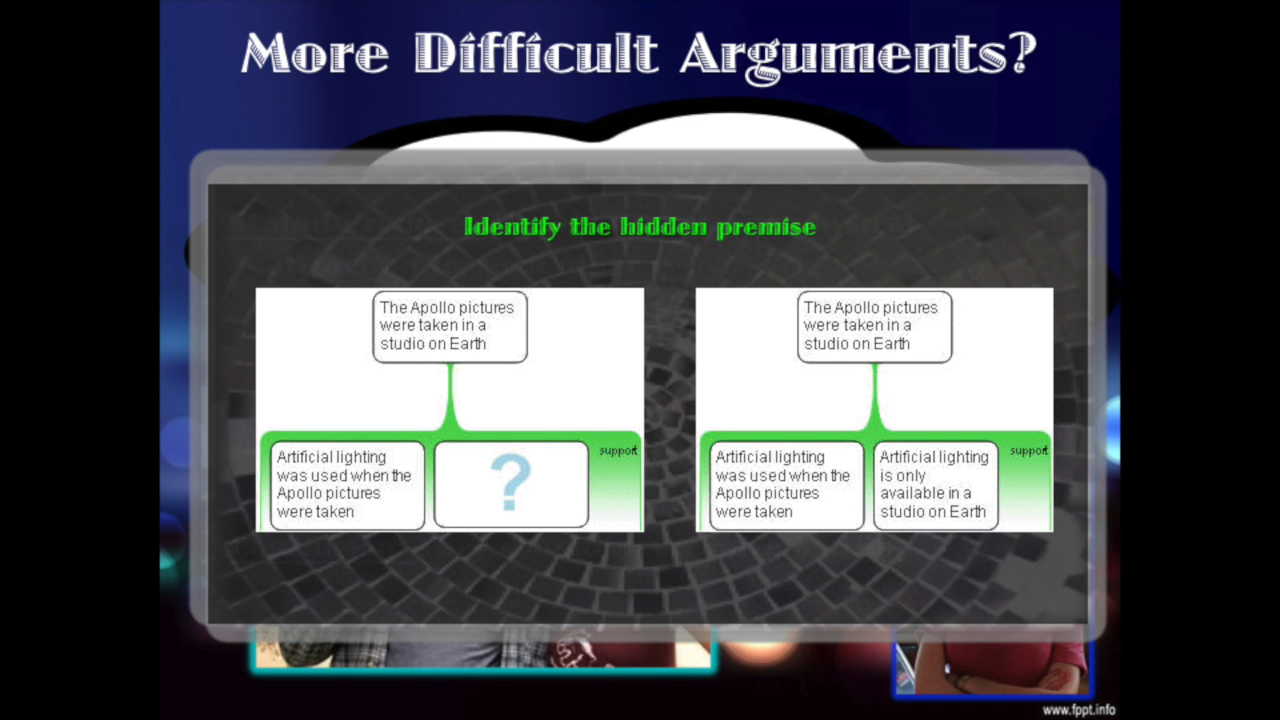 More Difficult Arguments?
Identify the hidden premise
The Apollo pictures
were taken in a
studio on Earth
Artificial lighting
was used when the
Apollo pictures
were taken
?
support
The Apollo pictures
were taken in a
studio on Earth
Artificial lighting
was used when the
Apollo pictures
were taken
Artificial lighting
is only
available in a
studio on Earth
support
www.fppt.info